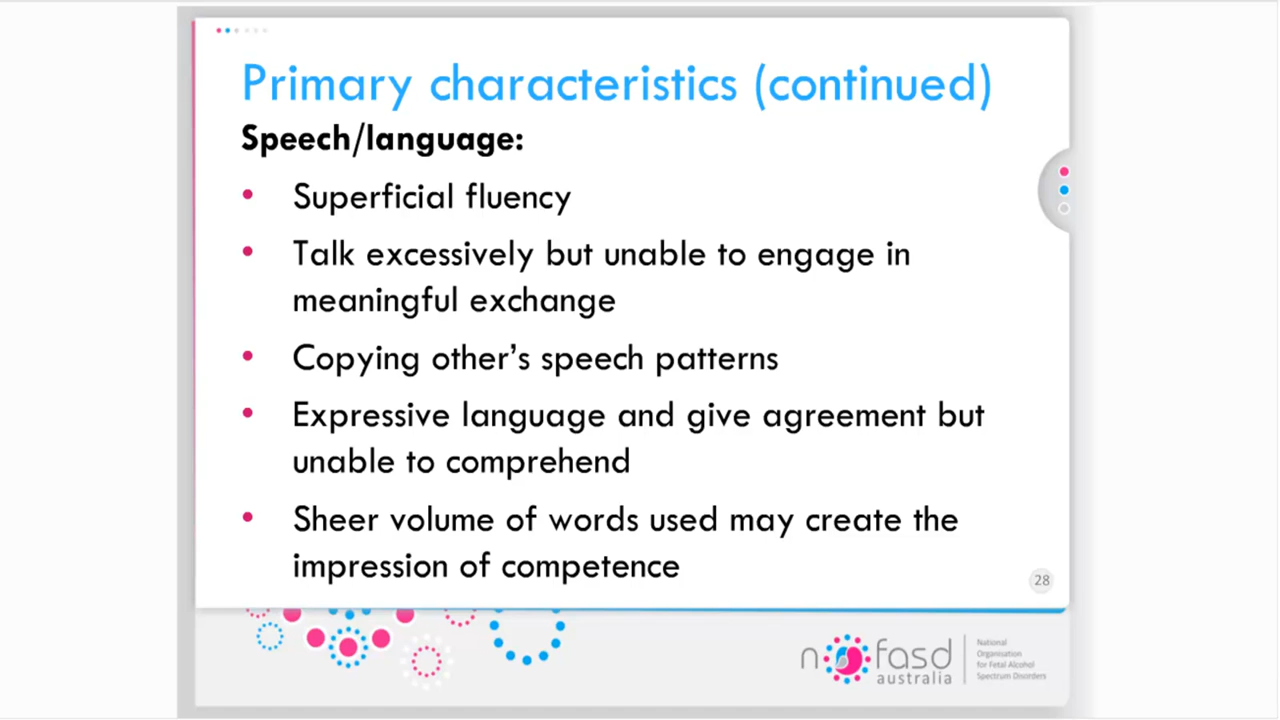 Primary characteristics (continued)
Speech/language:
• Superficial fluency
• Talk excessively but unable to engage in
meaningful exchange
• Copying other’s speech patterns
• Expressive language and give agreement but
unable to comprehend
• Sheer volume of words used may create the
impression of competence
28
nofasd
australia
National
Organisation
for Fetal Alcohol
Spectrum Disorders